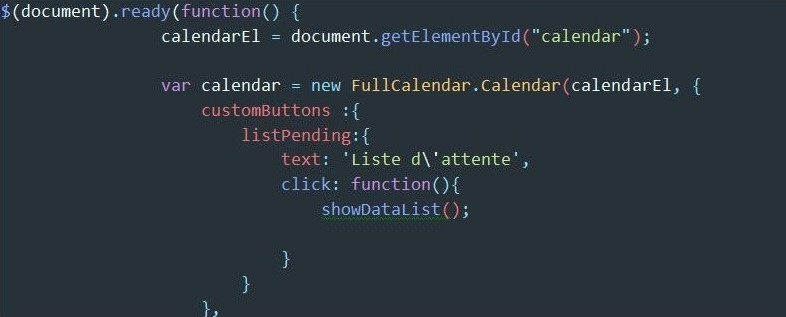 $(document).ready(function() {
calendarEl = document.getElementById("calendar");
var calendar = new FullCalendar.Calendar(calendarEl, {
customButtons :{
listPending:{
text: 'Liste d\'attente',
click: function(){
showDataList();
}
}
},